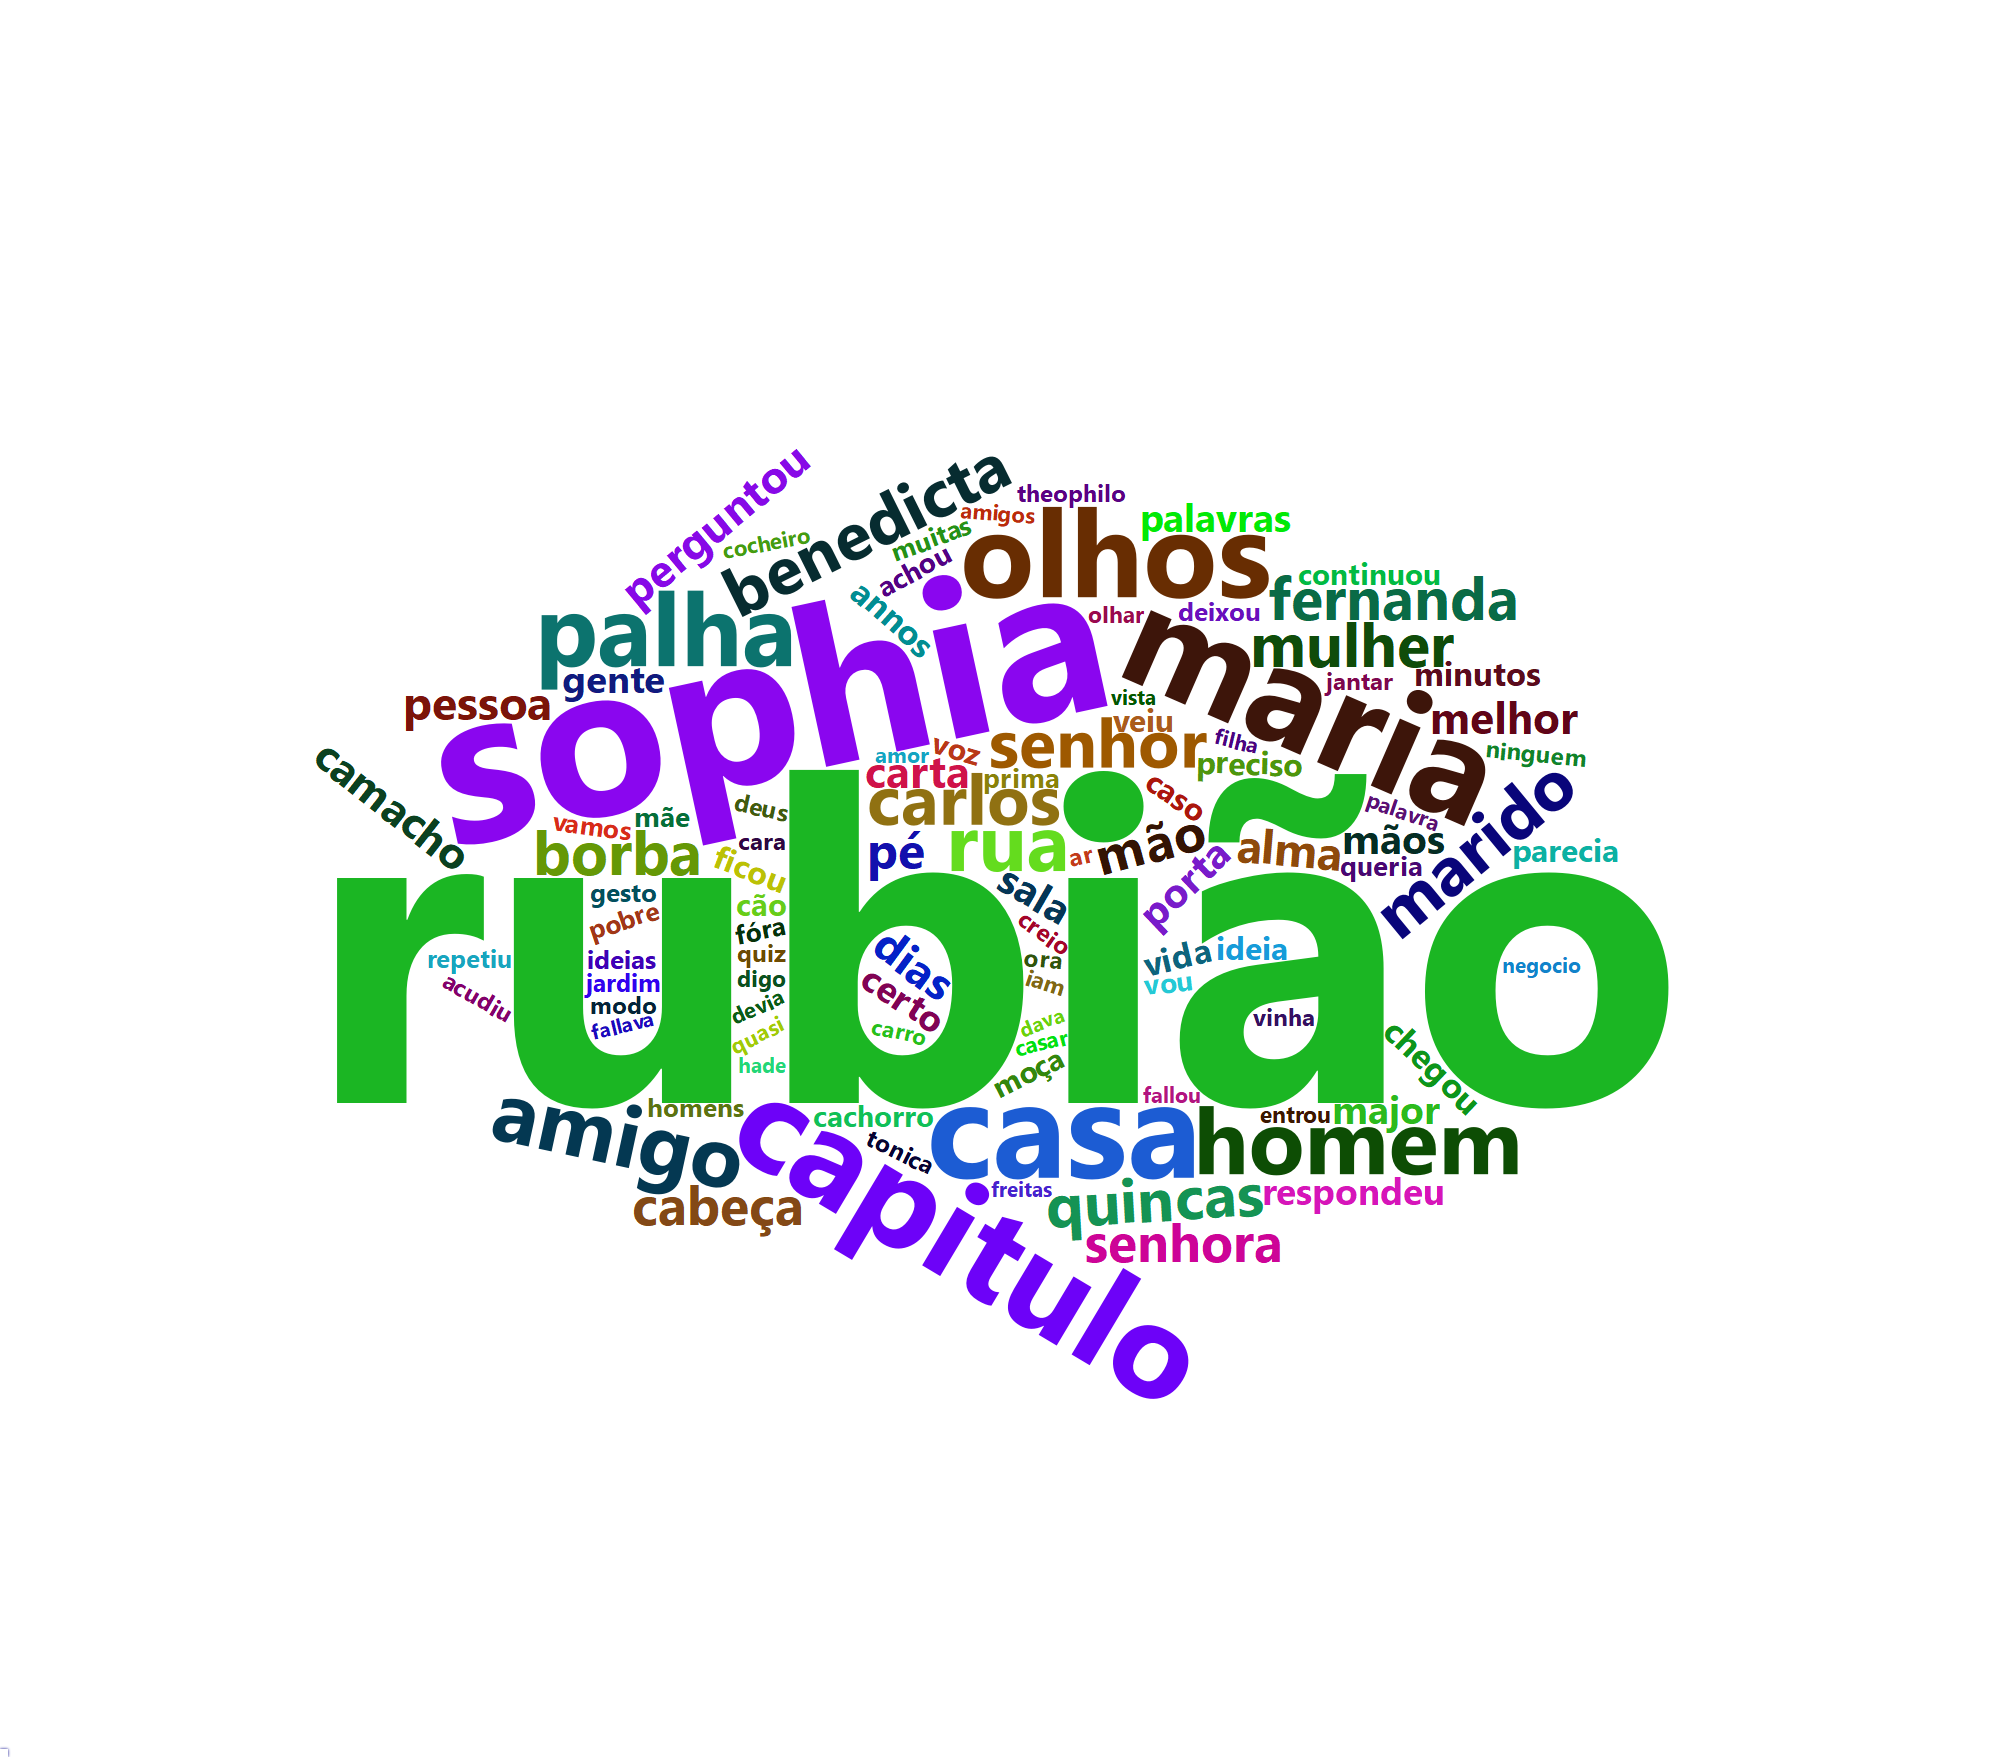 perguntou
benedicta
theophilo
cocheiro
amigos
muitas
achou
olhos
palavras
continuou
fernanda
annos
palha
sophia
olhar
deixou
maria
mulher
gente
pessoa
vista
jantar
minutos
melhor
veiu
senhor
filha
ninguem
amor
voz
preciso
camacho
carta
prima
carlos
caso
palavra
marido
deus
mãe
vamos
cara
borba
ficou
pé
rua
ar
mão
porta
alma
mãos
queria
parecia
rubião
gesto
cão
sala
pobre
fóra
creio
dias
repetiu
ideias
quiz
ora
vida
ideia
negocio
acudiu
jardim
digo
certo
iam
vou
modo
devia
fallava
quasi
carro
dava
vinha
casar
chegou
hade
moça
fallou
amigo
homens
capitulo
cachorro
casa
entrou
major
homem
tonica
cabeça
freitas
quincas
respondeu
senhora